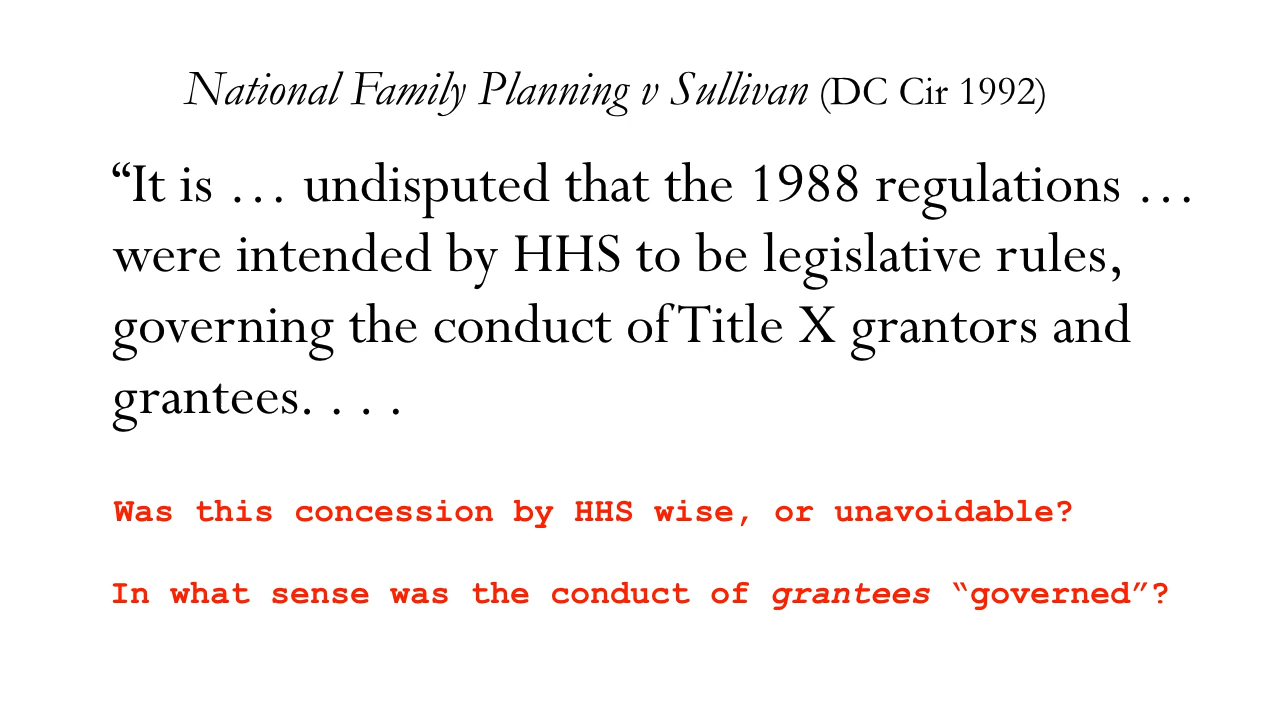 National Family Planning v Sullivan (DC Cir 1992)
“It is … undisputed that the 1988 regulations …
were intended by HHS to be legislative rules,
governing the conduct of Title X grantors and
grantees. . . .
Was this concession by HHS wise, or unavoidable?
In what sense was the conduct of grantees “governed”?